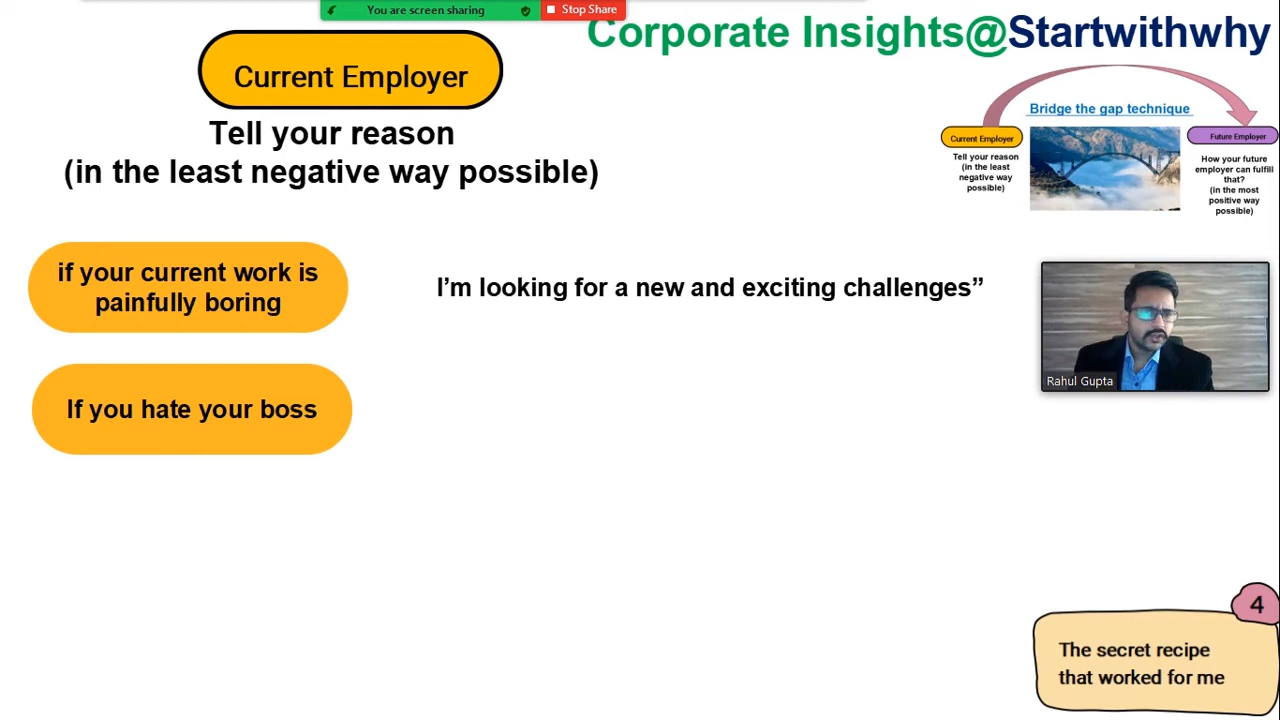 You are screen sharing
Stop Share
Corporate Insights@Startwithwhy
Current Employer
Tell your reason
(in the least negative way possible)
Bridge the gap technique
Current Employer
Tell your reason
(in the least
negative way
possible)
Future Employer
How your future
employer can fulfill
that?
(in the most
positive way
possible)
if your current work is
painfully boring
I'm looking for a new and exciting challenges”
Rahul Gupta
If you hate your boss
4
The secret recipe
that worked for me